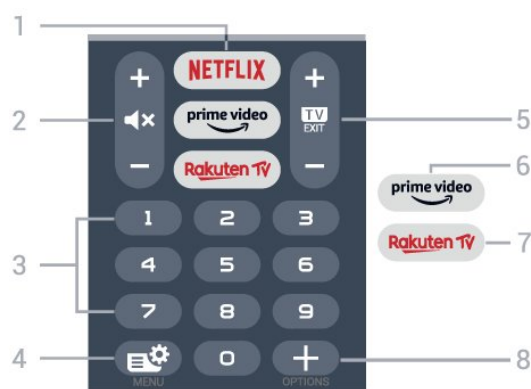 1
NETFLIX
+ +
2
prime video
TV
EXIT
5
- -
Rakuten TV
6
prime video
1 2 3
Rakuten TV
7
3
4 5 6
7 8 9
4
0
+
8
MENU
OPTIONS